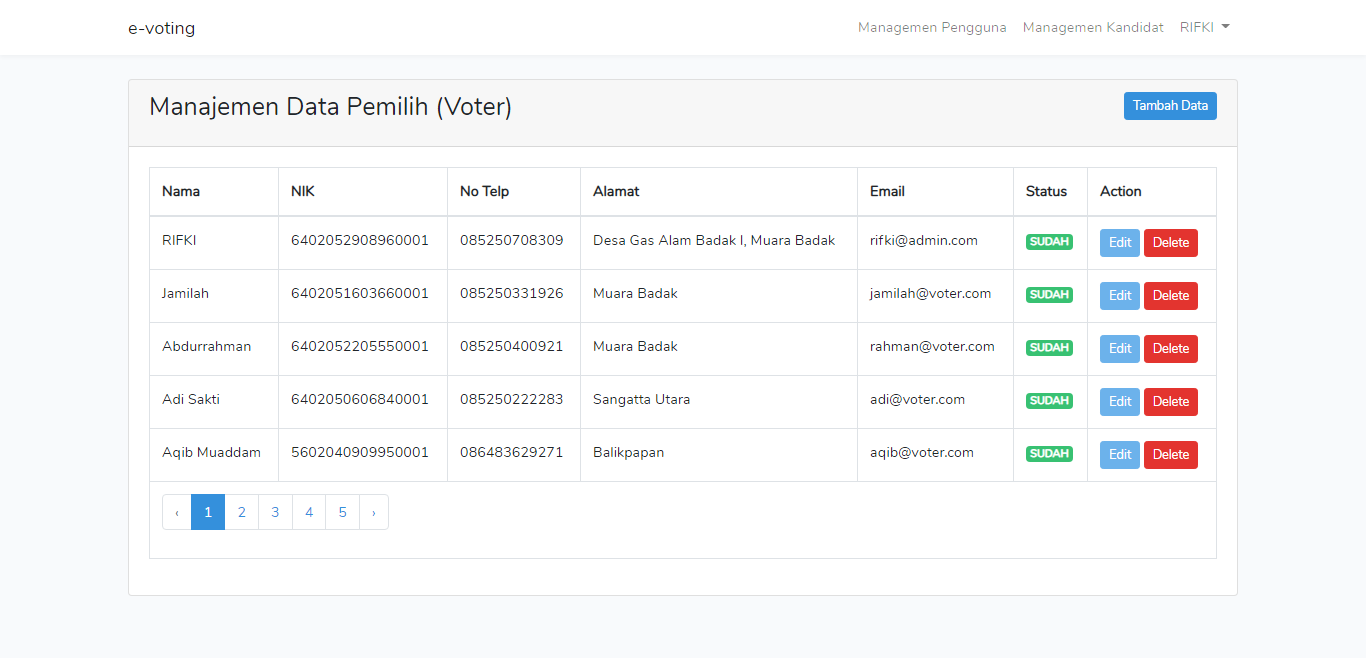 e-voting Managemen Pengguna Managemen Kandidat RIFKI
Manajemen Data Pemilih (Voter) Tambah Data
Nama NIK No Telp Alamat Email Status Action
RIFKI 6402052908960001 085250708309 Desa Gas Alam Badak I, Muara Badak rifki@admin.com SUDAH Edit Delete
Jamilah 6402051603660001 085250331926 Muara Badak jamilah@voter.com SUDAH Edit Delete
Abdurrahman 6402052205550001 085250400921 Muara Badak rahman@voter.com SUDAH Edit Delete
Adi Sakti 6402050606840001 085250222283 Sangatta Utara adi@voter.com SUDAH Edit Delete
Aqib Muaddam 5602040909950001 086483629271 Balikpapan aqib@voter.com SUDAH Edit Delete
‹ 1 2 3 4 5 ›